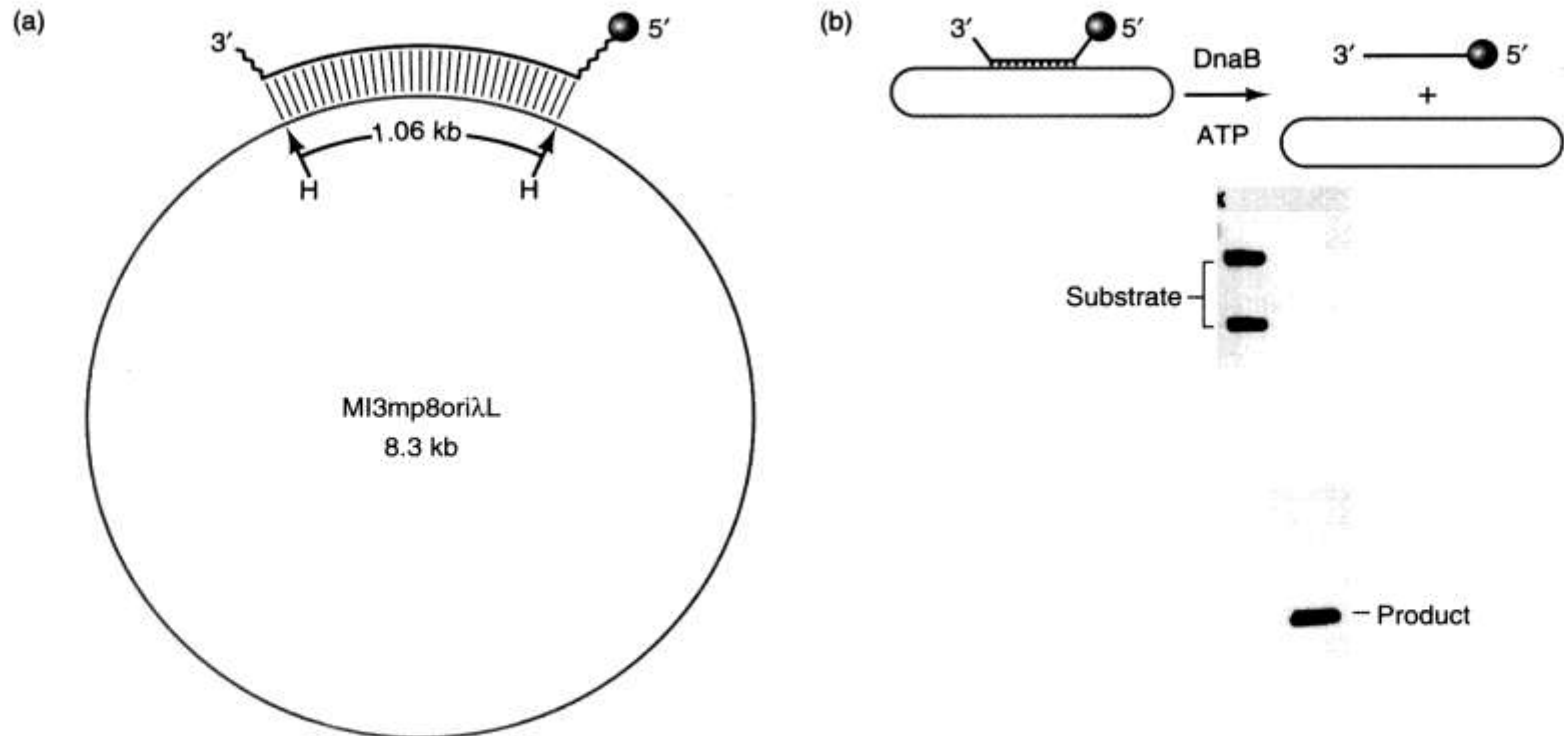 (a)
3′
5′
1.06 kb
H
H
MI3mp8oriλL
8.3 kb
(b)
3′
5′
DnaB
ATP
3′
5′
+
Substrate
Product